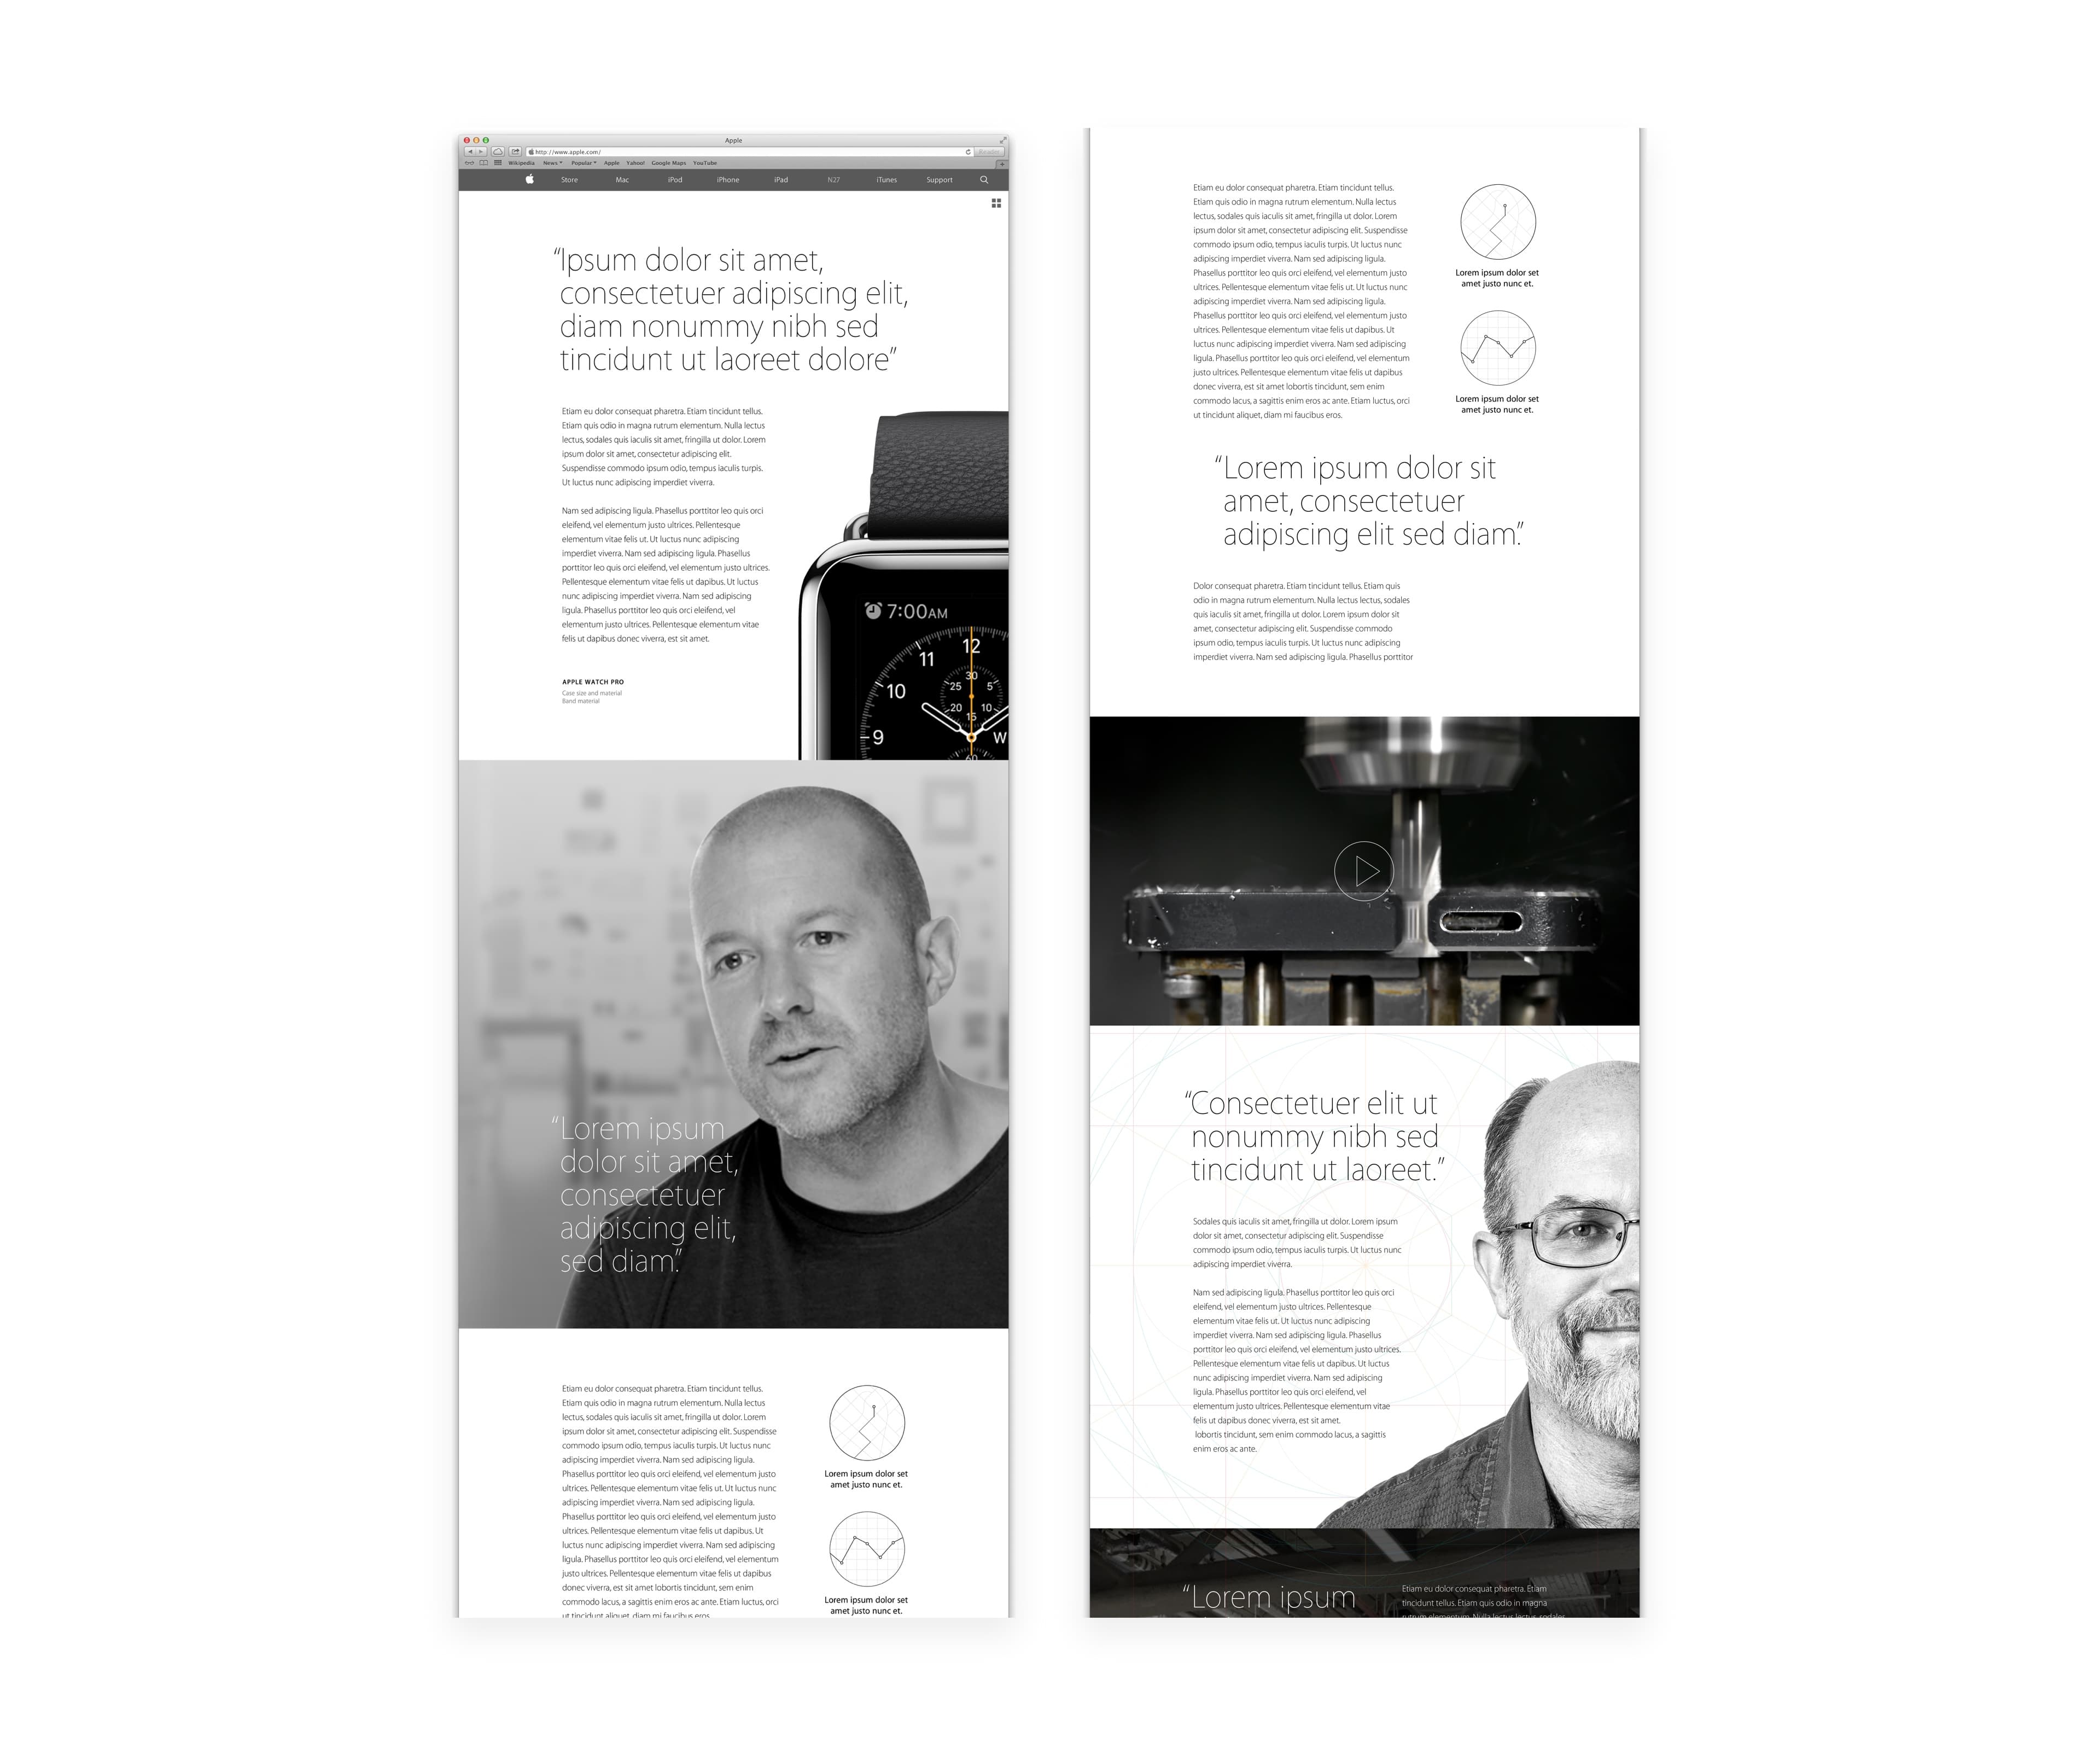 Apple
http://www.apple.com/
Reader
Wikipedia News Popular Apple Yahoo! Google Maps YouTube
Store Mac iPod iPhone iPad N27 iTunes Support
“Ipsum dolor sit amet,
consectetuer adipiscing elit,
diam nonummy nibh sed
tincidunt ut laoreet dolore”
Etiam eu dolor consequat pharetra. Etiam tincidunt tellus.
Etiam quis odio in magna rutrum elementum. Nulla lectus
lectus, sodales quis iaculis sit amet, fringilla ut dolor. Lorem
ipsum dolor sit amet, consectetur adipiscing elit.
Suspendisse commodo ipsum odio, tempus iaculis turpis.
Ut luctus nunc adipiscing imperdiet viverra.
Nam sed adipiscing ligula. Phasellus porttitor leo quis orci
eleifend, vel elementum justo ultrices. Pellentesque
elementum vitae felis ut. Ut luctus nunc adipiscing
imperdiet viverra. Nam sed adipiscing ligula. Phasellus
porttitor leo quis orci eleifend, vel elementum justo ultrices.
Pellentesque elementum vitae felis ut dapibus. Ut luctus
nunc adipiscing imperdiet viverra. Nam sed adipiscing
ligula. Phasellus porttitor leo quis orci eleifend, vel
elementum justo ultrices. Pellentesque elementum vitae
felis ut dapibus donec viverra, est sit amet.
APPLE WATCH PRO
Case size and material
Band material
7:00AM
12
11
30
25 5
10
20 10
15
9
W
60
“Lorem ipsum
dolor sit amet,
consectetuer
adipiscing elit,
sed diam.”
Etiam eu dolor consequat pharetra. Etiam tincidunt tellus.
Etiam quis odio in magna rutrum elementum. Nulla lectus
lectus, sodales quis iaculis sit amet, fringilla ut dolor. Lorem
ipsum dolor sit amet, consectetur adipiscing elit. Suspendisse
commodo ipsum odio, tempus iaculis turpis. Ut luctus nunc
adipiscing imperdiet viverra. Nam sed adipiscing ligula.
Phasellus porttitor leo quis orci eleifend, vel elementum justo
ultrices. Pellentesque elementum vitae felis ut. Ut luctus nunc
adipiscing imperdiet viverra. Nam sed adipiscing ligula.
Phasellus porttitor leo quis orci eleifend, vel elementum justo
ultrices. Pellentesque elementum vitae felis ut dapibus. Ut
luctus nunc adipiscing imperdiet viverra. Nam sed adipiscing
ligula. Phasellus porttitor leo quis orci eleifend, vel elementum
justo ultrices. Pellentesque elementum vitae felis ut dapibus
donec viverra, est sit amet lobortis tincidunt, sem enim
commodo lacus, a sagittis enim eros ac ante. Etiam luctus, orci
ut tincidunt aliquet, diam mi faucibus eros.
Lorem ipsum dolor set
amet justo nunc et.
Lorem ipsum dolor set
amet justo nunc et.
Etiam eu dolor consequat pharetra. Etiam tincidunt tellus.
Etiam quis odio in magna rutrum elementum. Nulla lectus
lectus, sodales quis iaculis sit amet, fringilla ut dolor. Lorem
ipsum dolor sit amet, consectetur adipiscing elit. Suspendisse
commodo ipsum odio, tempus iaculis turpis. Ut luctus nunc
adipiscing imperdiet viverra. Nam sed adipiscing ligula.
Phasellus porttitor leo quis orci eleifend, vel elementum justo
ultrices. Pellentesque elementum vitae felis ut. Ut luctus nunc
adipiscing imperdiet viverra. Nam sed adipiscing ligula.
Phasellus porttitor leo quis orci eleifend, vel elementum justo
ultrices. Pellentesque elementum vitae felis ut dapibus. Ut
luctus nunc adipiscing imperdiet viverra. Nam sed adipiscing
ligula. Phasellus porttitor leo quis orci eleifend, vel elementum
justo ultrices. Pellentesque elementum vitae felis ut dapibus
donec viverra, est sit amet lobortis tincidunt, sem enim
commodo lacus, a sagittis enim eros ac ante. Etiam luctus, orci
ut tincidunt aliquet, diam mi faucibus eros.
Lorem ipsum dolor set
amet justo nunc et.
Lorem ipsum dolor set
amet justo nunc et.
“Lorem ipsum dolor sit
amet, consectetuer
adipiscing elit sed diam.”
Dolor consequat pharetra. Etiam tincidunt tellus. Etiam quis
odio in magna rutrum elementum. Nulla lectus lectus, sodales
quis iaculis sit amet, fringilla ut dolor. Lorem ipsum dolor sit
amet, consectetur adipiscing elit. Suspendisse commodo
ipsum odio, tempus iaculis turpis. Ut luctus nunc adipiscing
imperdiet viverra. Nam sed adipiscing ligula. Phasellus porttitor
“Consectetuer elit ut
nonummy nibh sed
tincidunt ut laoreet.”
Sodales quis iaculis sit amet, fringilla ut dolor. Lorem ipsum
dolor sit amet, consectetur adipiscing elit. Suspendisse
commodo ipsum odio, tempus iaculis turpis. Ut luctus nunc
adipiscing imperdiet viverra.
Nam sed adipiscing ligula. Phasellus porttitor leo quis orci
eleifend, vel elementum justo ultrices. Pellentesque
elementum vitae felis ut. Ut luctus nunc adipiscing
imperdiet viverra. Nam sed adipiscing ligula. Phasellus
porttitor leo quis orci eleifend, vel elementum justo ultrices.
Pellentesque elementum vitae felis ut dapibus. Ut luctus
nunc adipiscing imperdiet viverra. Nam sed adipiscing
ligula. Phasellus porttitor leo quis orci eleifend, vel
elementum justo ultrices. Pellentesque elementum vitae
felis ut dapibus donec viverra, est sit amet.
lobortis tincidunt, sem enim commodo lacus, a sagittis
enim eros ac ante.
“Lorem ipsum
Etiam eu dolor consequat pharetra. Etiam
tincidunt tellus. Etiam quis odio in magna
rutrum elementum. Nulla lectus lectus, sodales